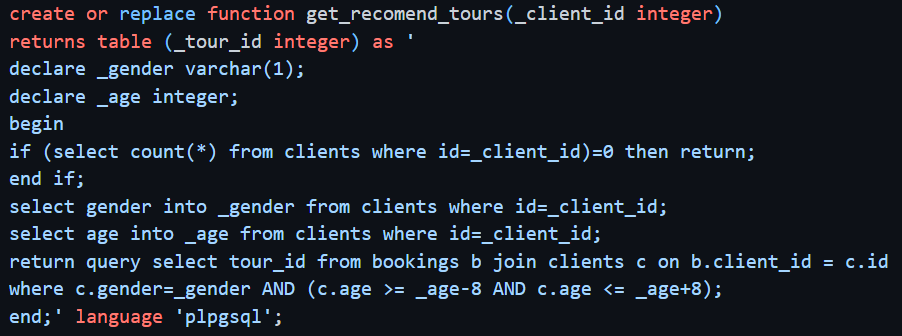 create or replace function get_recomend_tours(_client_id integer)
returns table (_tour_id integer) as '
declare _gender varchar(1);
declare _age integer;
begin
if (select count(*) from clients where id=_client_id)=0 then return;
end if;
select gender into _gender from clients where id=_client_id;
select age into _age from clients where id=_client_id;
return query select tour_id from bookings b join clients c on b.client_id = c.id
where c.gender=_gender AND (c.age >= _age-8 AND c.age <= _age+8);
end;' language 'plpgsql';